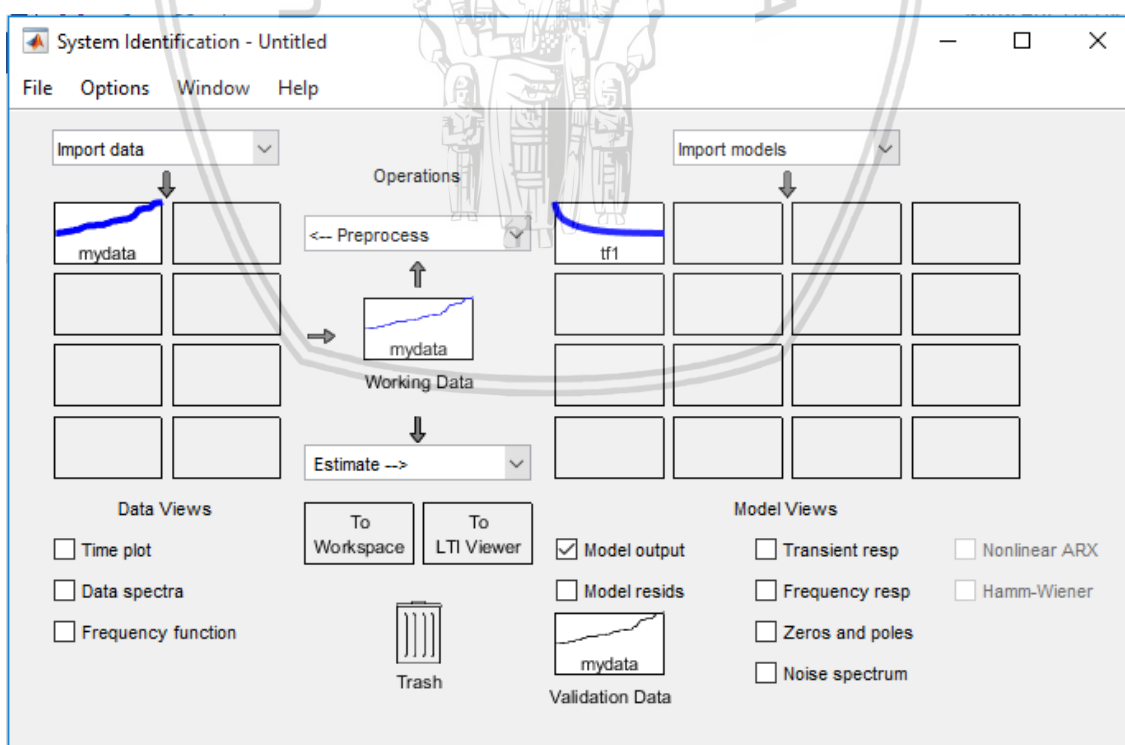 System Identification - Untitled
File Options Window Help
Import data
Import models
Operations
<-- Preprocess
mydata
tf1
mydata
Working Data
Estimate -->
Data Views
Model Views
To Workspace
To LTI Viewer
Time plot
Data spectra
Frequency function
Model output
Model resids
Transient resp
Frequency resp
Zeros and poles
Noise spectrum
Nonlinear ARX
Hamm-Wiener
Trash
mydata
Validation Data